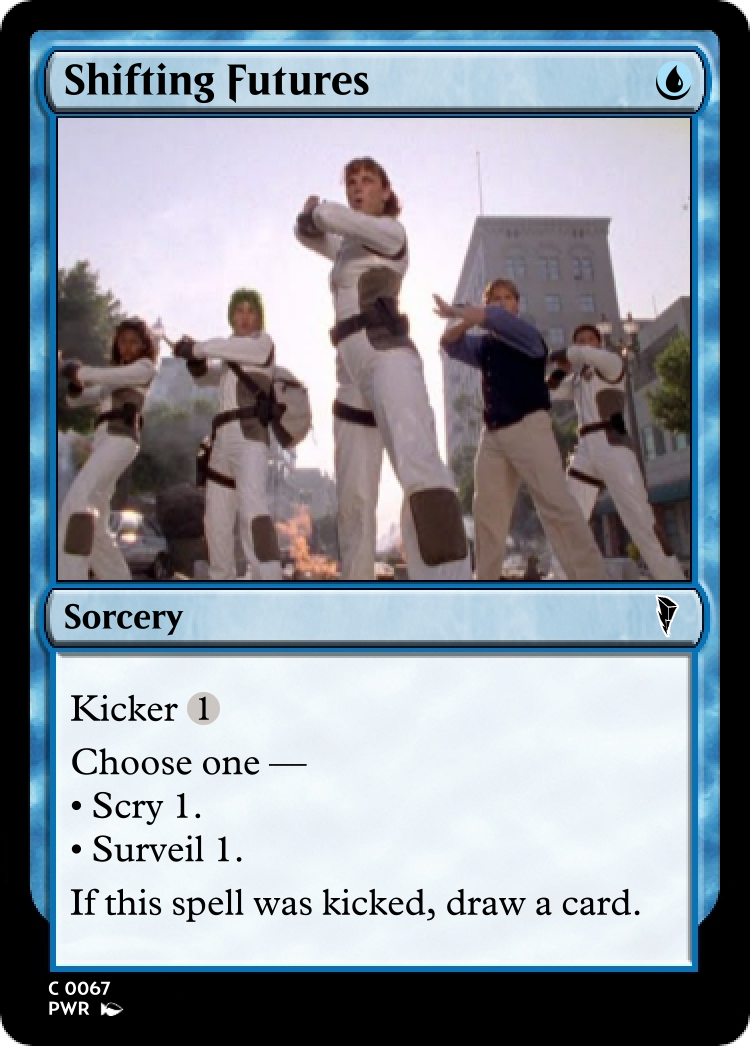 Shifting Futures
Sorcery
Kicker 1
Choose one —
• Scry 1.
• Surveil 1.
If this spell was kicked, draw a card.
C 0067
PWR